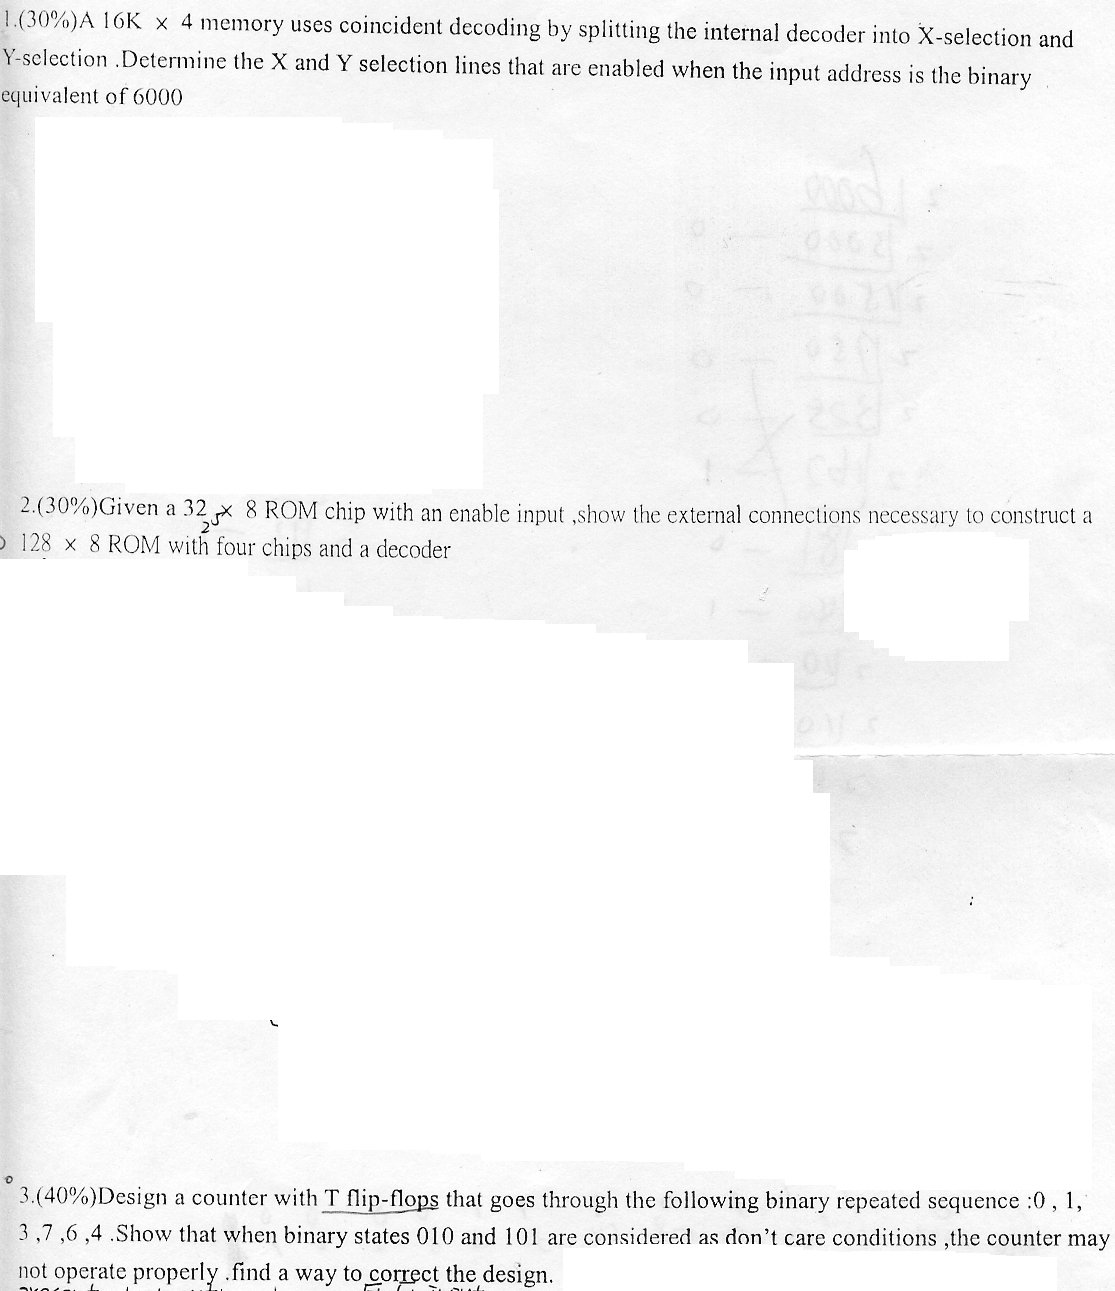 1.(30%)A 16K × 4 memory uses coincident decoding by splitting the internal decoder into X-selection and
Y-selection .Determine the X and Y selection lines that are enabled when the input address is the binary
equivalent of 6000
2.(30%)Given a 32 × 8 ROM chip with an enable input ,show the external connections necessary to construct a
2⁵
128 × 8 ROM with four chips and a decoder
3.(40%)Design a counter with T flip-flops that goes through the following binary repeated sequence :0 , 1,
3 ,7 ,6 ,4 .Show that when binary states 010 and 101 are considered as don't care conditions ,the counter may
not operate properly .find a way to correct the design.